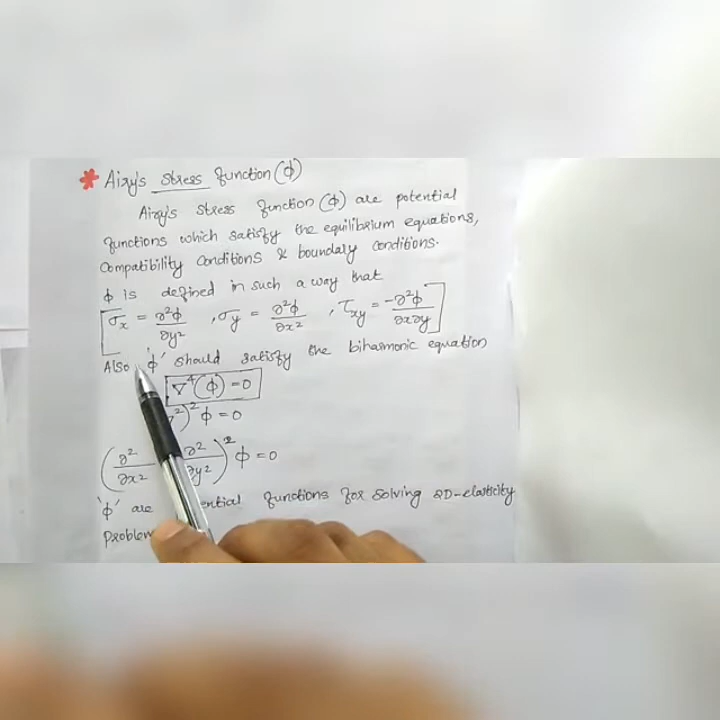 * Airy's stress function (ϕ)
Airy's stress function (ϕ) are potential
functions which satisfy the equilibrium equations,
Compatibility Conditions & boundary conditions.
ϕ is defined in such a way that
[σx = ∂²ϕ/∂y² , σy = ∂²ϕ/∂x² , τxy = -∂²ϕ/∂x∂y]
Also 'ϕ' should satisfy the biharmonic equation
∇⁴(ϕ) = 0
²)² ϕ = 0
(∂²/∂x² ∂²/∂y²)² ϕ = 0
'ϕ' are functions for solving 2D-elasticity